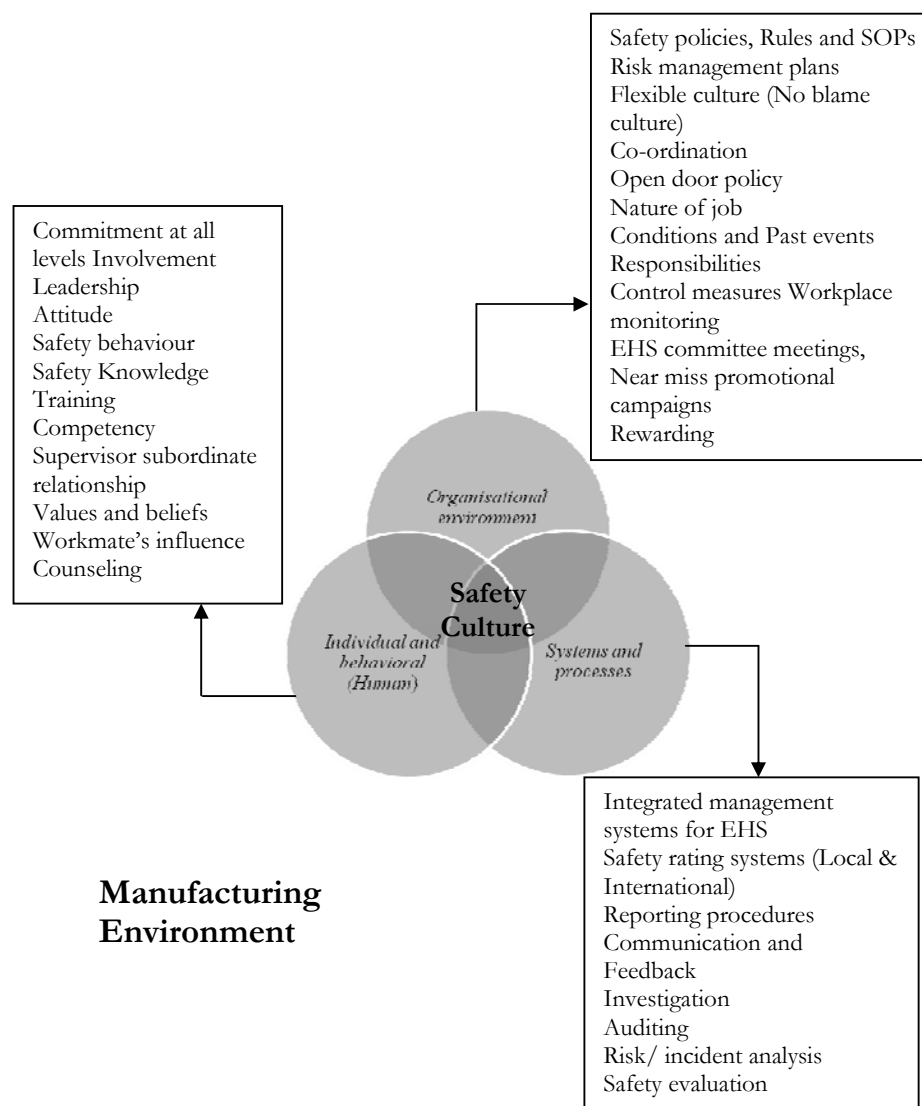 Safety policies, Rules and SOPs
Risk management plans
Flexible culture (No blame
culture)
Co-ordination
Open door policy
Nature of job
Conditions and Past events
Responsibilities
Control measures Workplace
monitoring
EHS committee meetings,
Near miss promotional
campaigns
Rewarding
Commitment at all
levels Involvement
Leadership
Attitude
Safety behaviour
Safety Knowledge
Training
Competency
Supervisor subordinate
relationship
Values and beliefs
Workmate’s influence
Counseling
Organisational
environment
Safety
Culture
Individual and
behavioral
(Human)
Systems and
processes
Manufacturing
Environment
Integrated management
systems for EHS
Safety rating systems (Local &
International)
Reporting procedures
Communication and
Feedback
Investigation
Auditing
Risk/ incident analysis
Safety evaluation